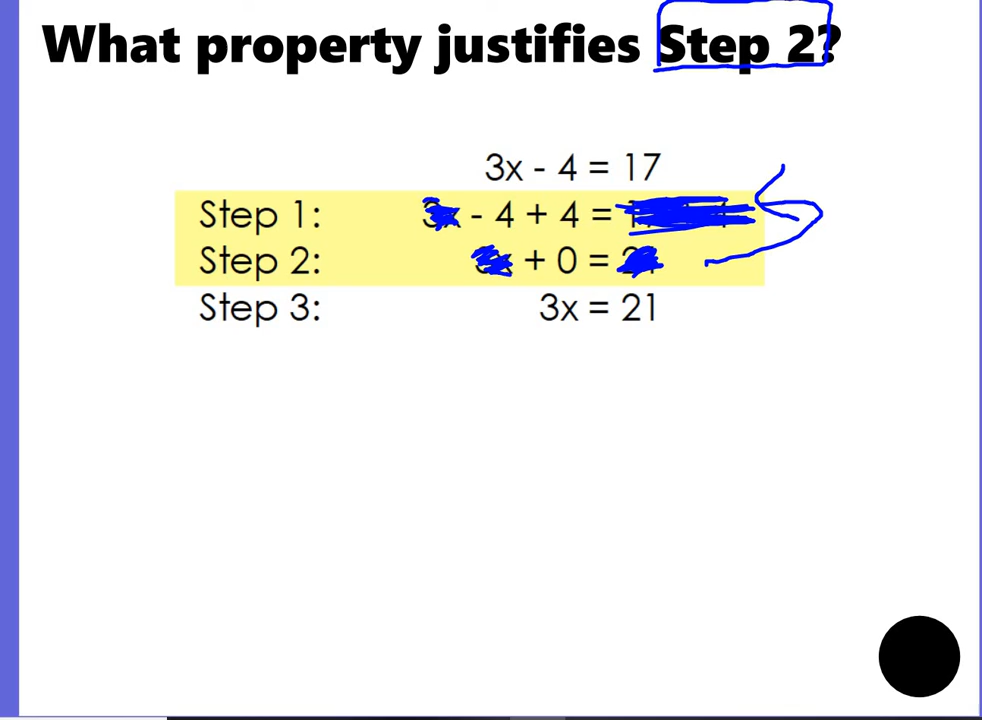 What property justifies Step 2?
3x - 4 = 17
Step 1: - 4 + 4 =
Step 2: + 0 =
Step 3: 3x = 21